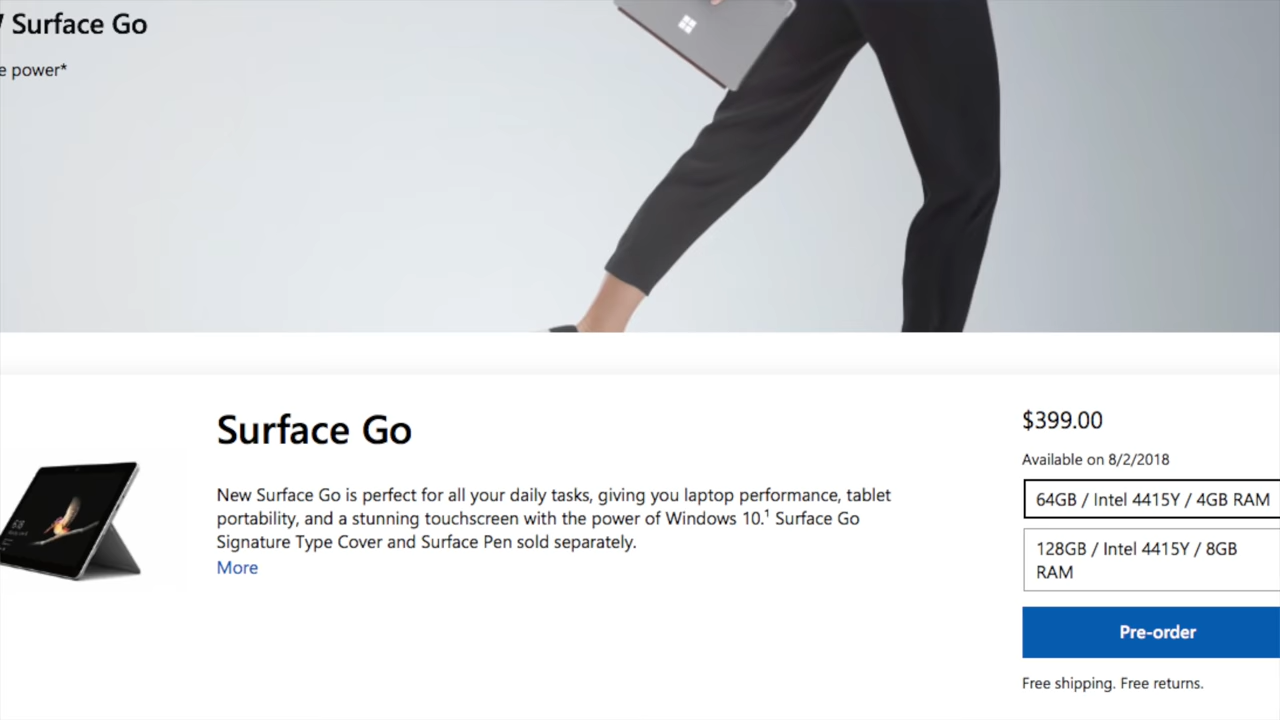 Surface Go
power*
Surface Go
$399.00
Available on 8/2/2018
64GB / Intel 4415Y / 4GB RAM
New Surface Go is perfect for all your daily tasks, giving you laptop performance, tablet
portability, and a stunning touchscreen with the power of Windows 10.¹ Surface Go
Signature Type Cover and Surface Pen sold separately.
More
128GB / Intel 4415Y / 8GB
RAM
Pre-order
Free shipping. Free returns.